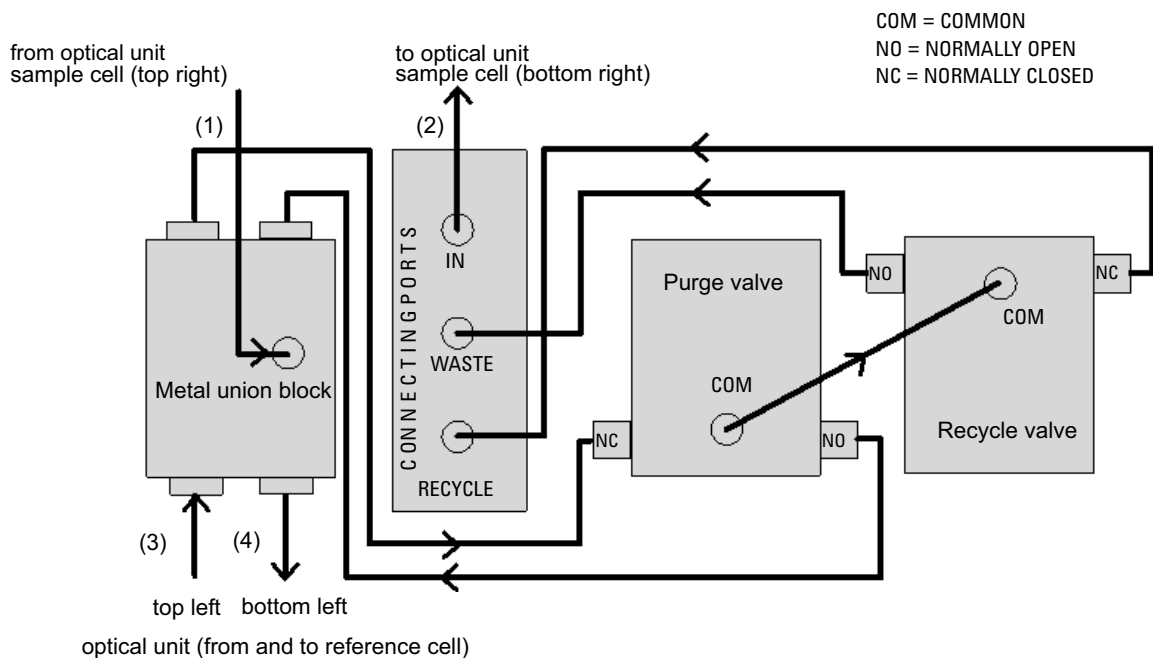 COM = COMMON
NO = NORMALLY OPEN
NC = NORMALLY CLOSED
from optical unit
sample cell (top right)
to optical unit
sample cell (bottom right)
(1)
(2)
CONNECTING PORTS
IN
WASTE
RECYCLE
Metal union block
Purge valve
COM
NC
NO
NO
NC
COM
Recycle valve
(3)
(4)
top left
bottom left
optical unit (from and to reference cell)